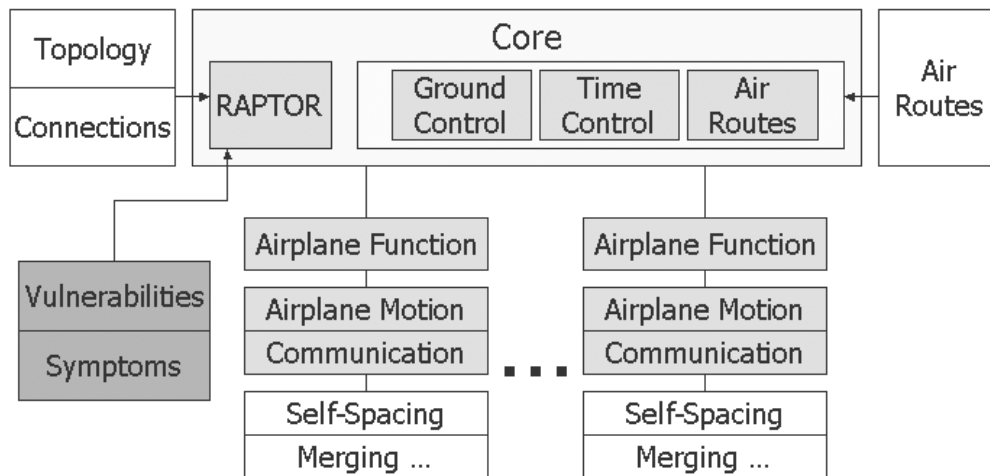 Topology
Connections
Core
RAPTOR
Ground
Control
Time
Control
Air
Routes
Air
Routes
Vulnerabilities
Symptoms
Airplane Function
Airplane Motion
Communication
Self-Spacing
Merging ...
...
Airplane Function
Airplane Motion
Communication
Self-Spacing
Merging ...